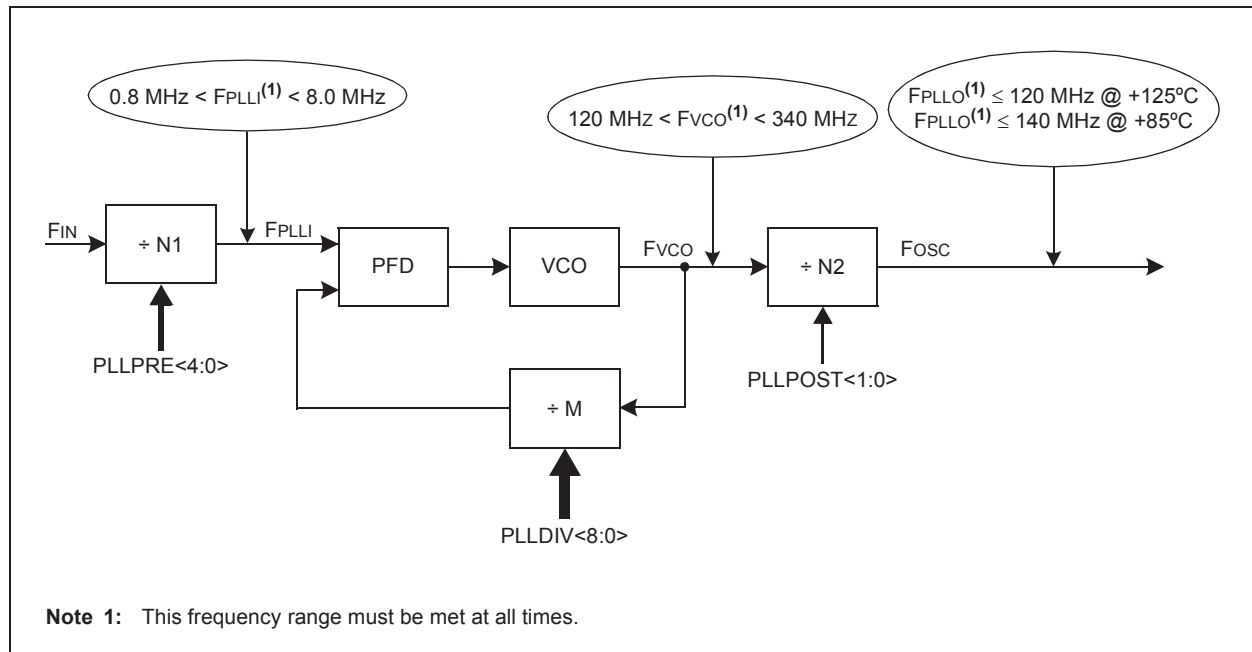 0.8 MHz < FPLLI(1) < 8.0 MHz
120 MHz < FVCO(1) < 340 MHz
FPLLO(1) ≤ 120 MHz @ +125ºC
FPLLO(1) ≤ 140 MHz @ +85ºC
FIN
÷ N1
FPLLI
PFD
VCO
FVCO
÷ N2
FOSC
PLLPRE<4:0>
PLLPOST<1:0>
÷ M
PLLDIV<8:0>
Note 1: This frequency range must be met at all times.